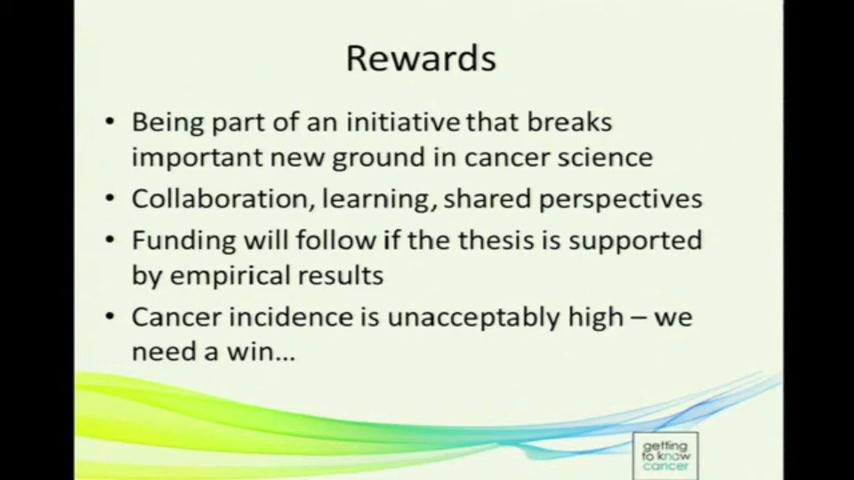 Rewards
• Being part of an initiative that breaks
important new ground in cancer science
• Collaboration, learning, shared perspectives
• Funding will follow if the thesis is supported
by empirical results
• Cancer incidence is unacceptably high – we
need a win...
getting
to know
cancer